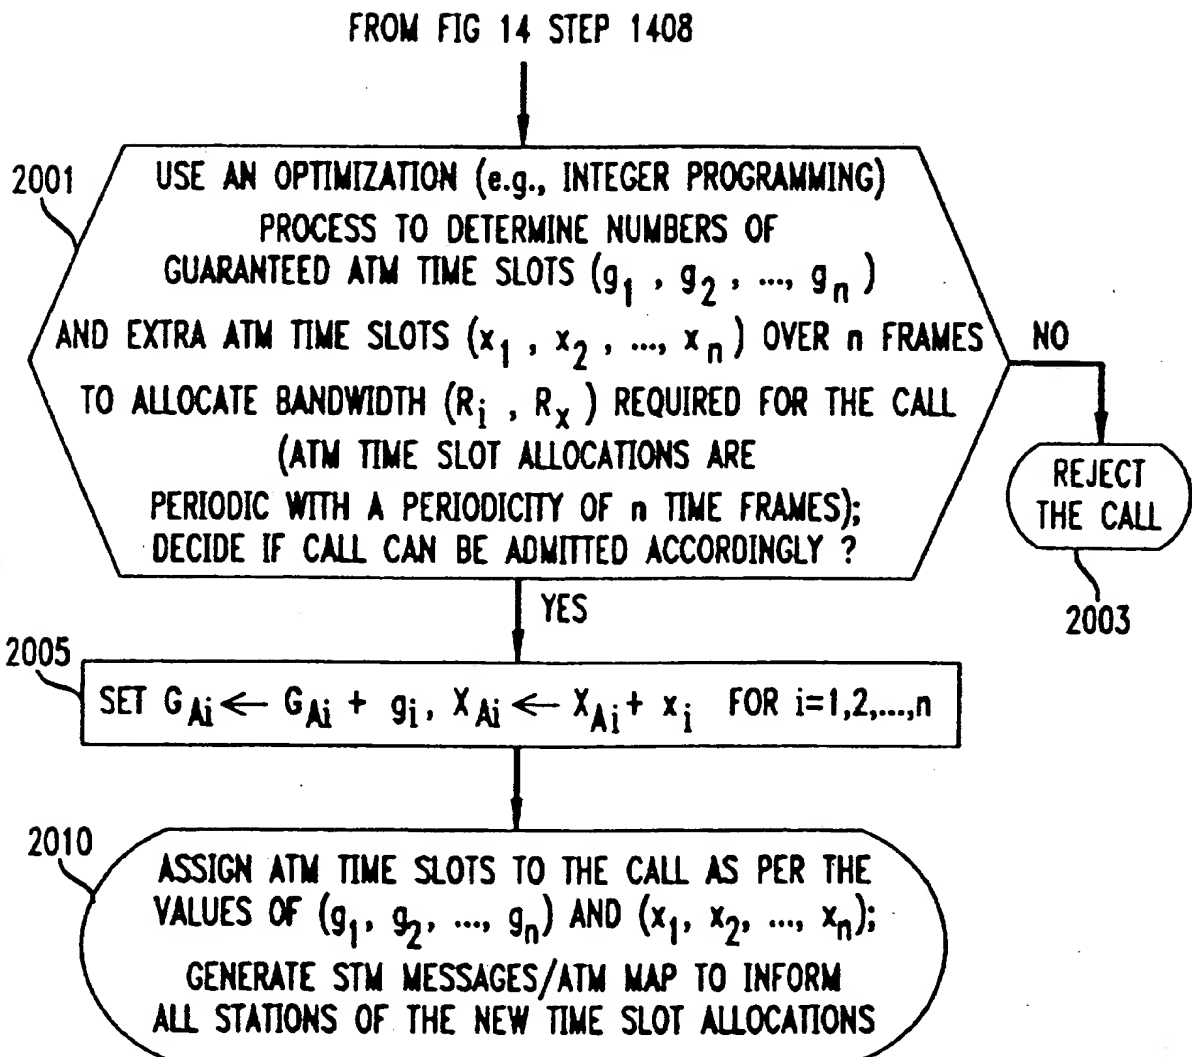 FROM FIG 14 STEP 1408
2001
USE AN OPTIMIZATION (e.g., INTEGER PROGRAMMING)
PROCESS TO DETERMINE NUMBERS OF
GUARANTEED ATM TIME SLOTS (g1 , g2 , ..., gn )
AND EXTRA ATM TIME SLOTS (x1 , x2 , ..., xn ) OVER n FRAMES
TO ALLOCATE BANDWIDTH (Ri , Rx ) REQUIRED FOR THE CALL
(ATM TIME SLOT ALLOCATIONS ARE
PERIODIC WITH A PERIODICITY OF n TIME FRAMES);
DECIDE IF CALL CAN BE ADMITTED ACCORDINGLY ?
NO
REJECT
THE CALL
2003
YES
2005
SET GAi ← GAi + gi, XAi ← XAi + xi FOR i=1,2,...,n
2010
ASSIGN ATM TIME SLOTS TO THE CALL AS PER THE
VALUES OF (g1, g2, ..., gn) AND (x1, x2, ..., xn);
GENERATE STM MESSAGES/ATM MAP TO INFORM
ALL STATIONS OF THE NEW TIME SLOT ALLOCATIONS